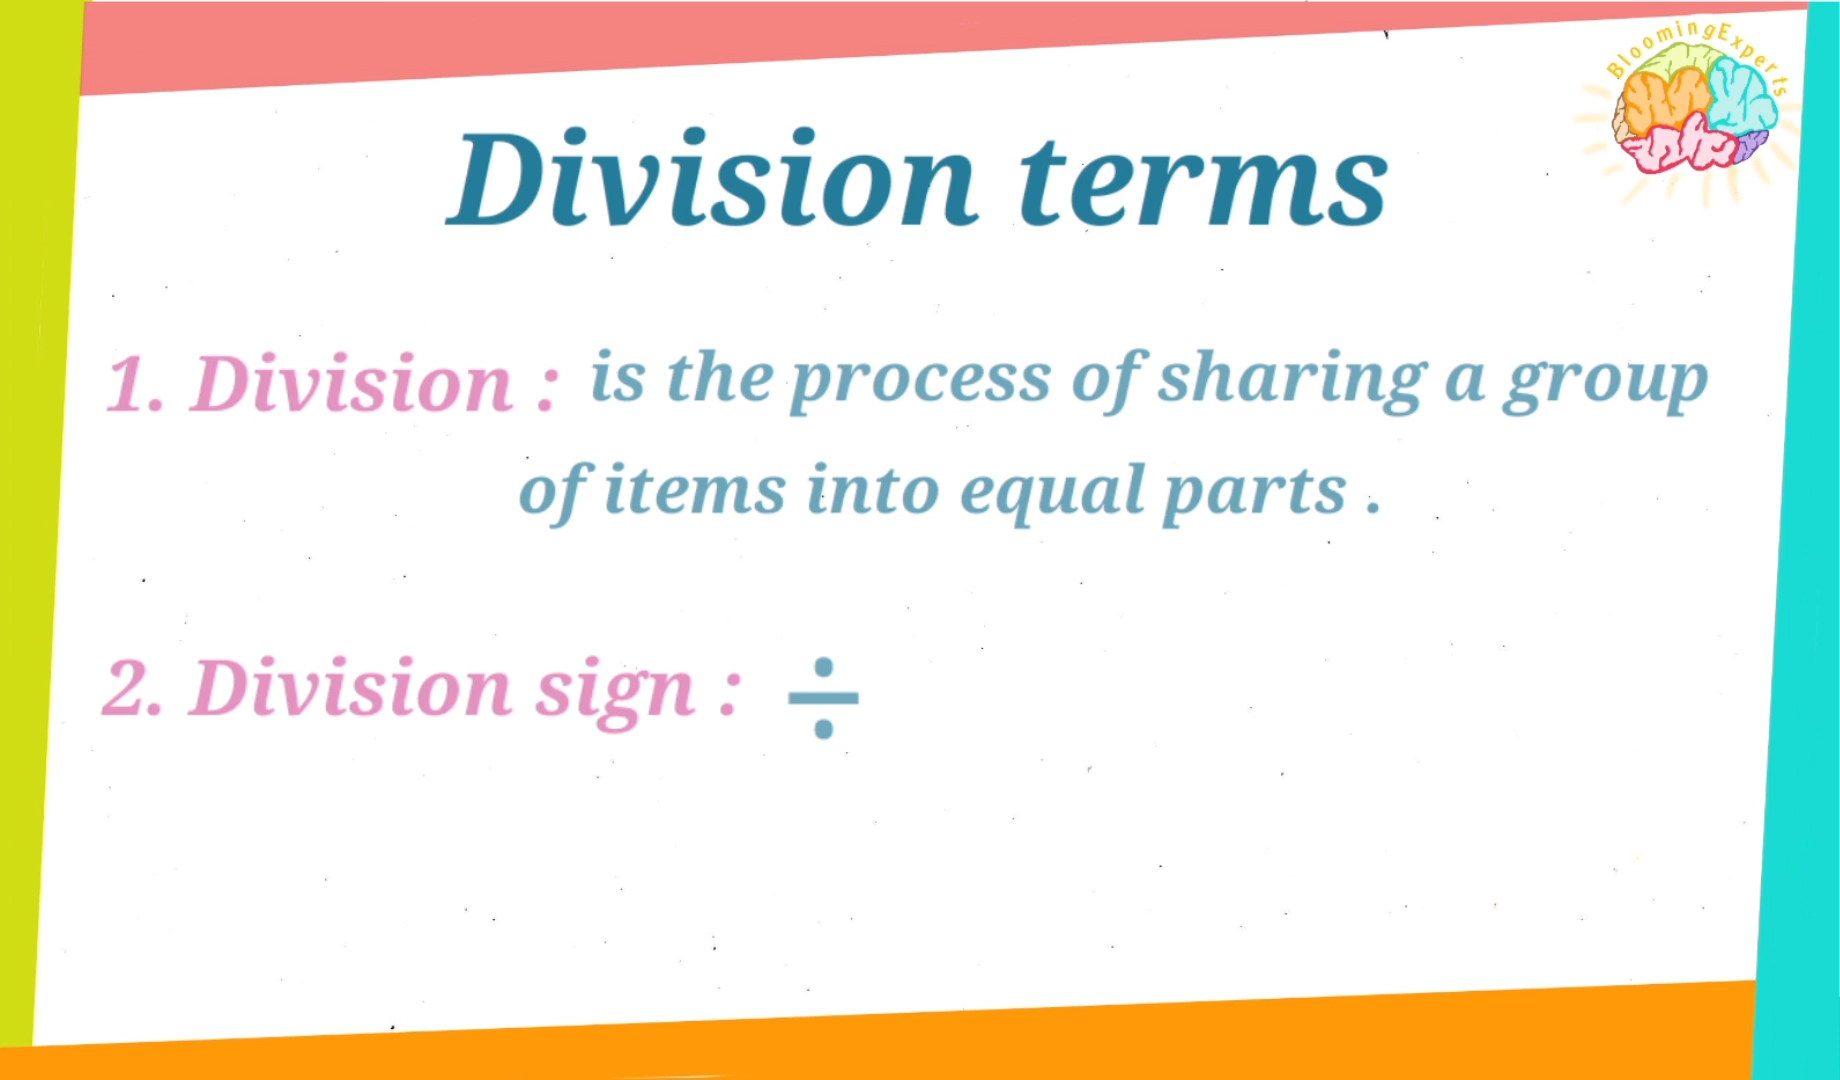 BloomingExperts
Division terms
1. Division : is the process of sharing a group
of items into equal parts .
2. Division sign : ÷